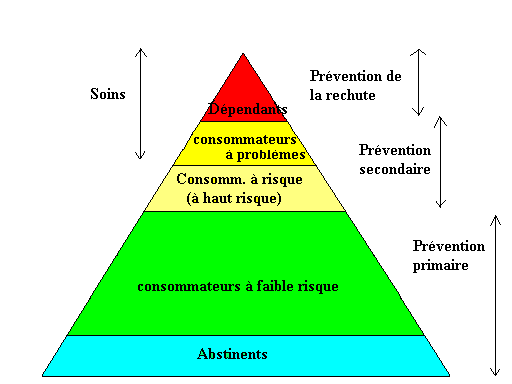 Soins
Prévention de
la rechute
Dépendants
consommateurs
à problèmes
Prévention
secondaire
Consomm. à risque
(à haut risque)
Prévention
primaire
consommateurs à faible risque
Abstinents